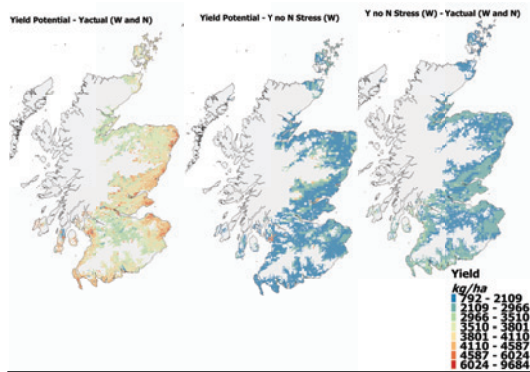 Yield Potential - Yactual (W and N)
Yield Potential - Y no N Stress (W)
Y no N Stress (W) - Yactual (W and N)
Yield
kg/ha
792 - 2109
2109 - 2966
2966 - 3510
3510 - 3801
3801 - 4110
4110 - 4587
4587 - 6024
6024 - 9684